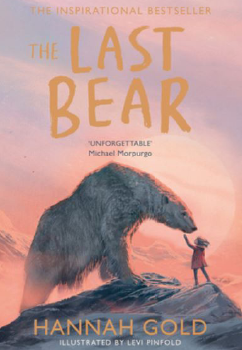 THE INSPIRATIONAL BESTSELLER
THE
LAST
BEAR
'UNFORGETTABLE'
Michael Morpurgo
HANNAH GOLD
ILLUSTRATED BY LEVI PINFOLD